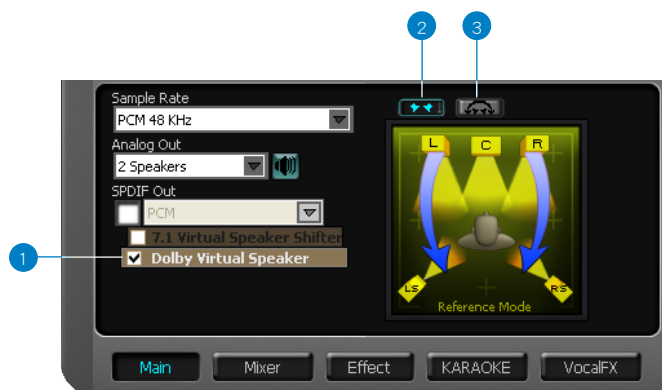 2
3
Sample Rate
PCM 48 KHz
Analog Out
2 Speakers
SPDIF Out
PCM
7.1 Virtual Speaker Shifter
1
Dolby Virtual Speaker
L
C
R
LS
RS
Reference Mode
Main
Mixer
Effect
KARAOKE
VocalFX